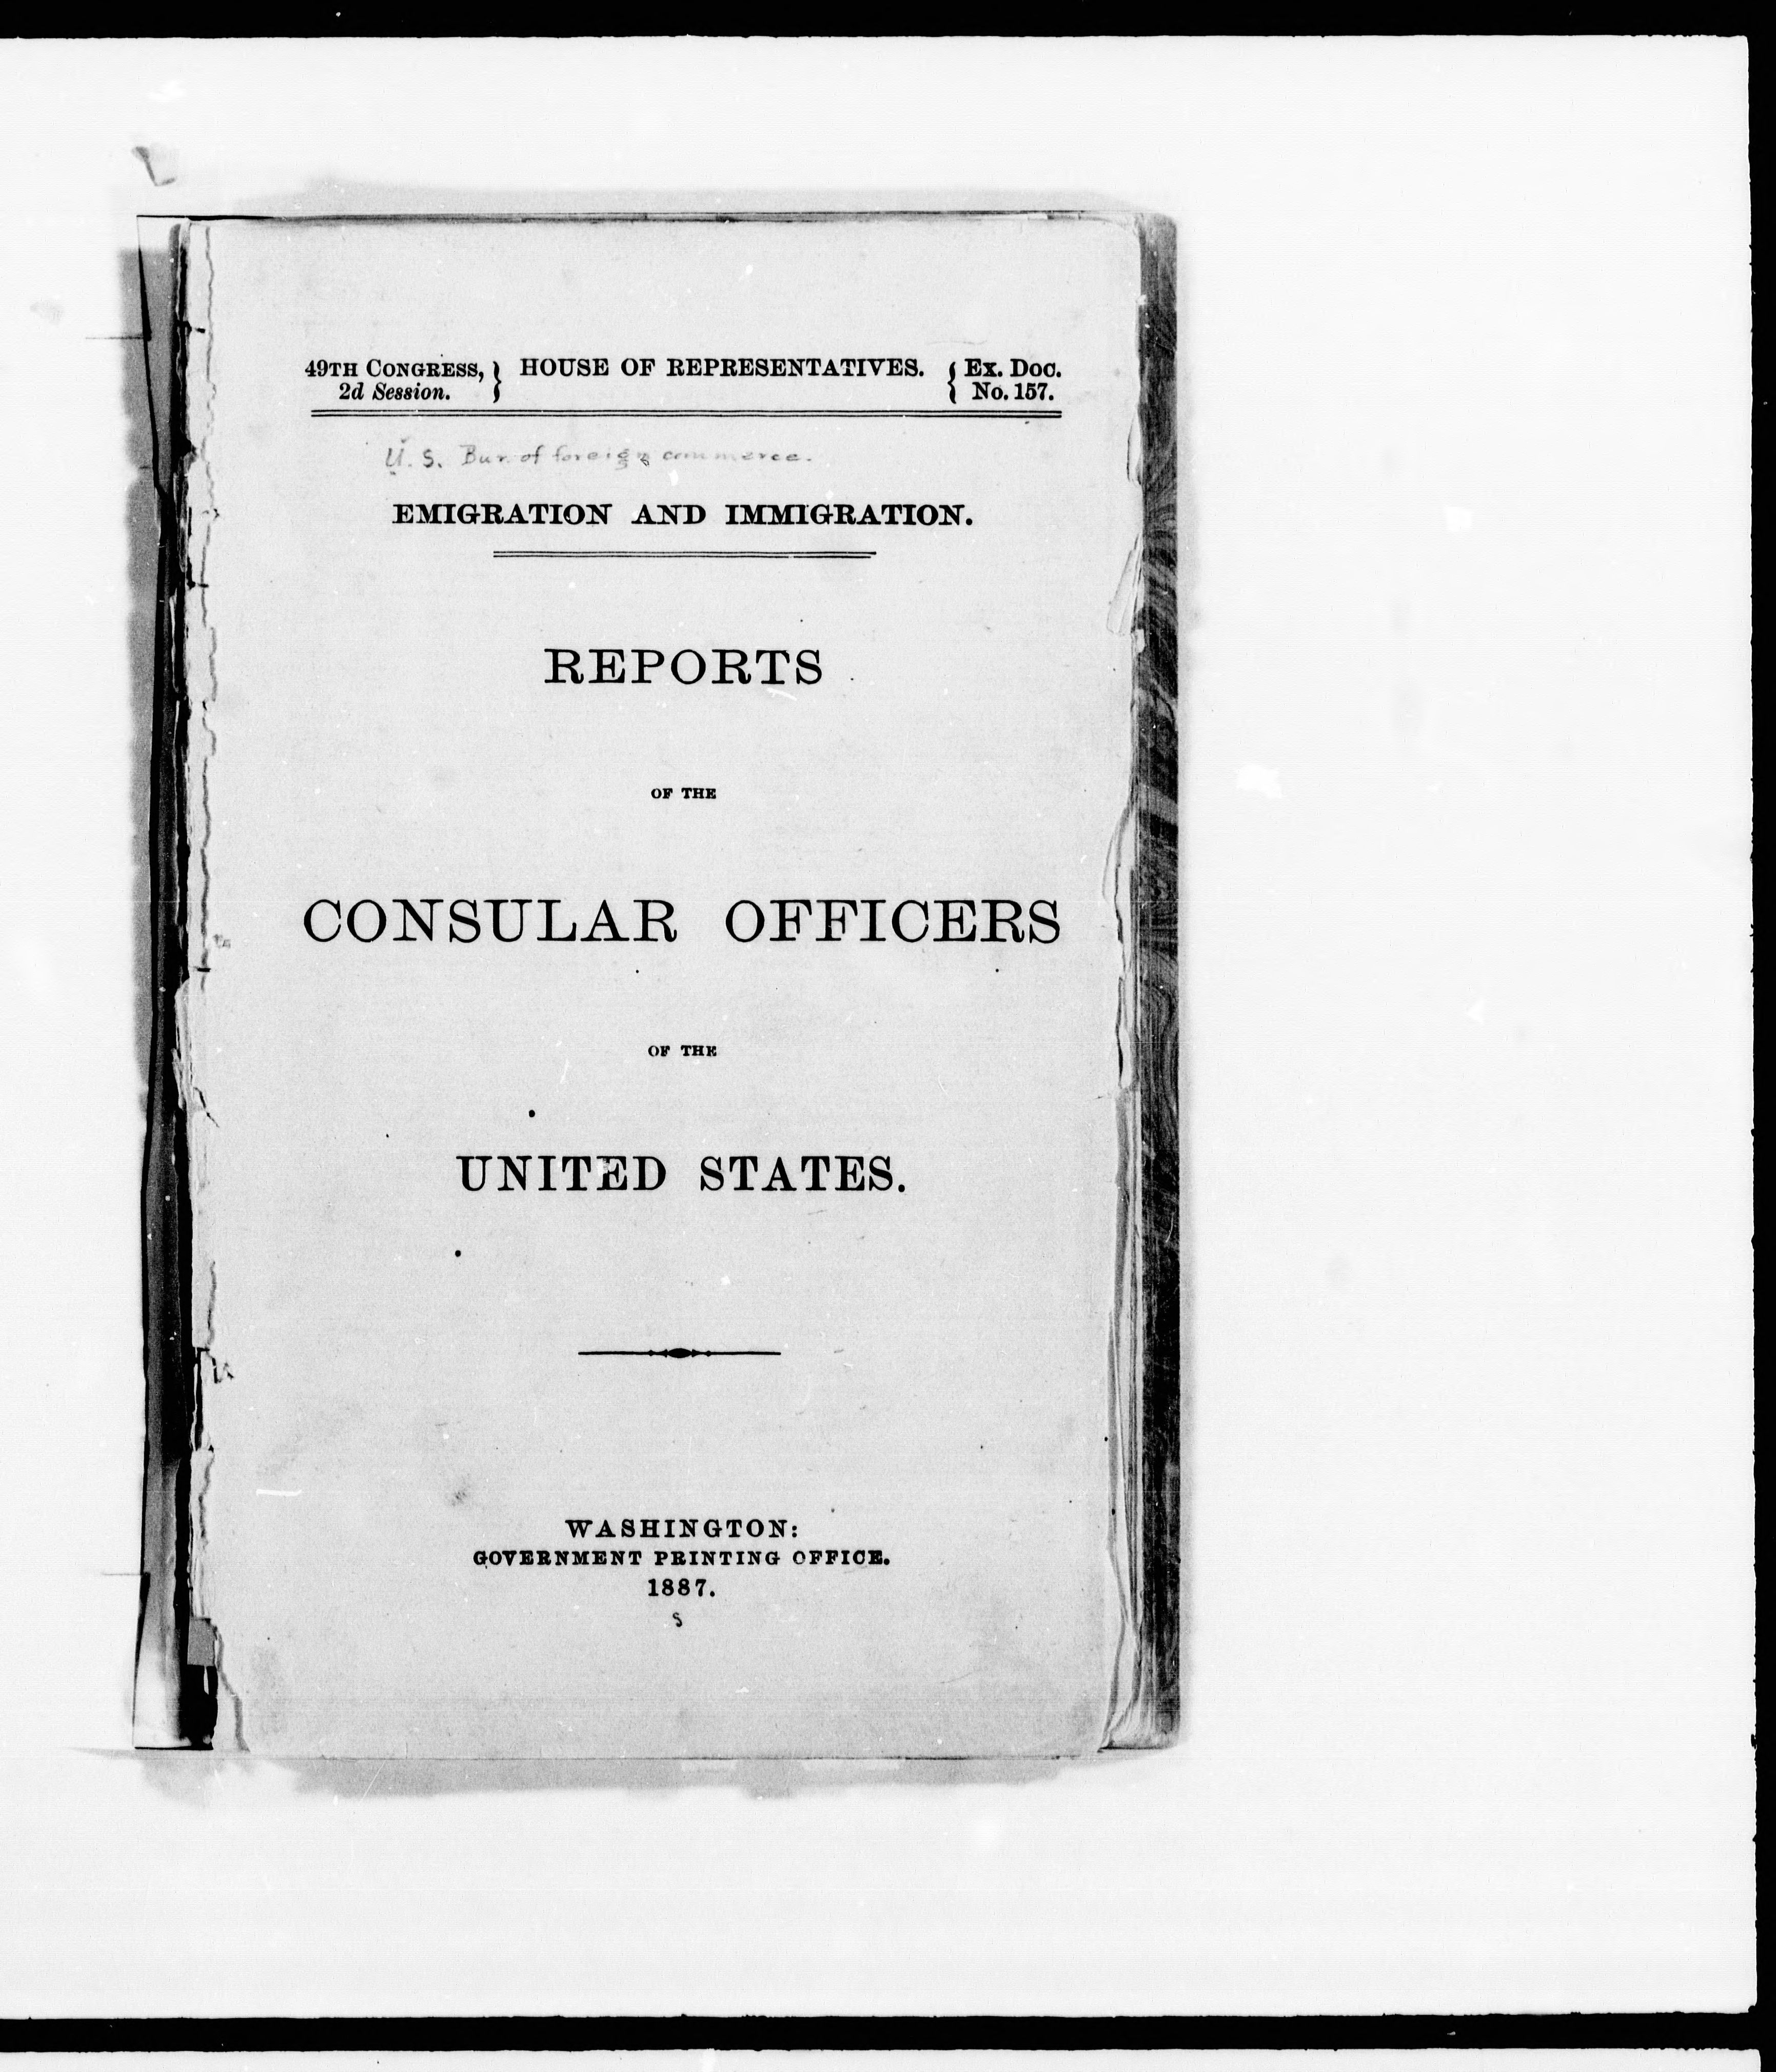 49TH CONGRESS, } HOUSE OF REPRESENTATIVES. { Ex. Doc.
2d Session. No. 157.
U. S. Bur. of foreign commerce.
EMIGRATION AND IMMIGRATION.
REPORTS
OF THE
CONSULAR OFFICERS
OF THE
UNITED STATES.
WASHINGTON:
GOVERNMENT PRINTING OFFICE.
1887.
S